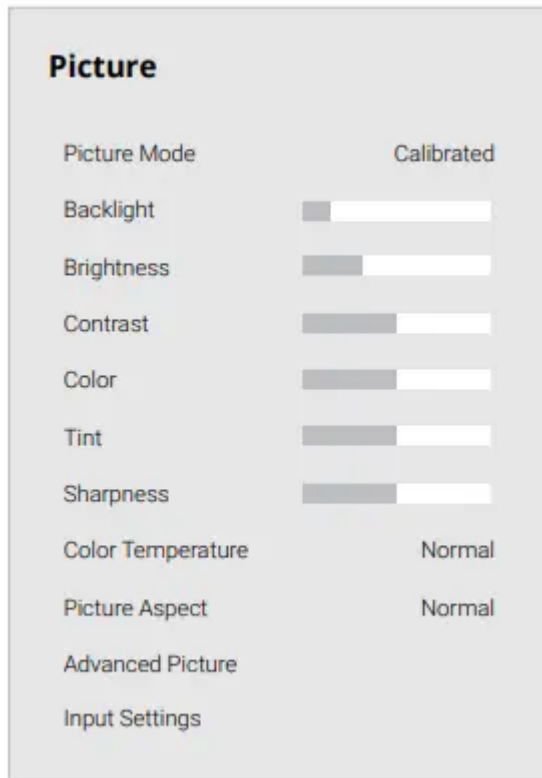 Picture
Picture Mode Calibrated
Backlight
Brightness
Contrast
Color
Tint
Sharpness
Color Temperature Normal
Picture Aspect Normal
Advanced Picture
Input Settings